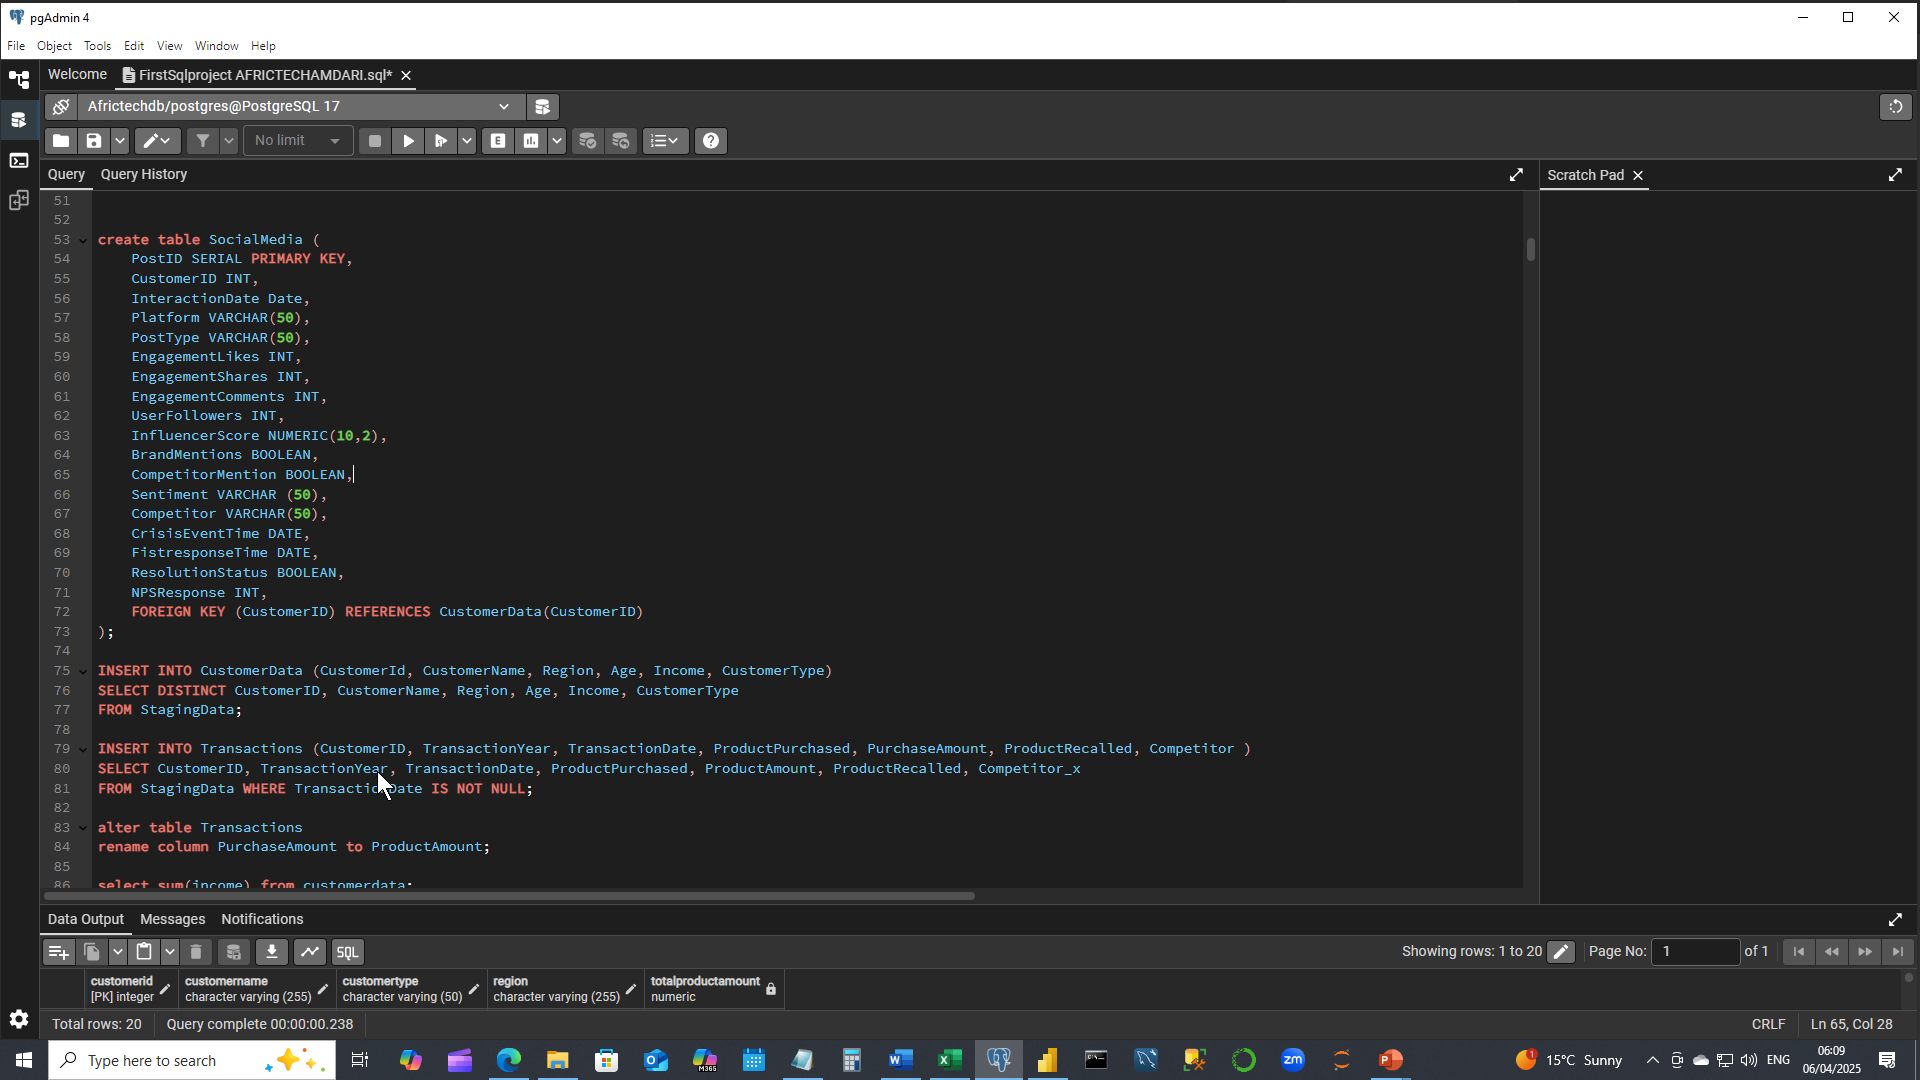 pgAdmin 4
File Object Tools Edit View Window Help
Welcome FirstSqlproject AFRICTECHAMDARI.sql*
Africtechdb/postgres@PostgreSQL 17
No limit
E
Query Query History
Scratch Pad
51
52
53 create table SocialMedia (
54 PostID SERIAL PRIMARY KEY,
55 CustomerID INT,
56 InteractionDate Date,
57 Platform VARCHAR(50),
58 PostType VARCHAR(50),
59 EngagementLikes INT,
60 EngagementShares INT,
61 EngagementComments INT,
62 UserFollowers INT,
63 InfluencerScore NUMERIC(10,2),
64 BrandMentions BOOLEAN,
65 CompetitorMention BOOLEAN,
66 Sentiment VARCHAR (50),
67 Competitor VARCHAR(50),
68 CrisisEventTime DATE,
69 FistresponseTime DATE,
70 ResolutionStatus BOOLEAN,
71 NPSResponse INT,
72 FOREIGN KEY (CustomerID) REFERENCES CustomerData(CustomerID)
73 );
74
75 INSERT INTO CustomerData (CustomerId, CustomerName, Region, Age, Income, CustomerType)
76 SELECT DISTINCT CustomerID, CustomerName, Region, Age, Income, CustomerType
77 FROM StagingData;
78
79 INSERT INTO Transactions (CustomerID, TransactionYear, TransactionDate, ProductPurchased, PurchaseAmount, ProductRecalled, Competitor )
80 SELECT CustomerID, TransactionYear, TransactionDate, ProductPurchased, ProductAmount, ProductRecalled, Competitor_x
81 FROM StagingData WHERE TransactionDate IS NOT NULL;
82
83 alter table Transactions
84 rename column PurchaseAmount to ProductAmount;
85
86 select sum(income) from customerdata;
Data Output Messages Notifications
SQL Showing rows: 1 to 20 Page No: 1 of 1
customerid customername customertype region totalproductamount
[PK] integer character varying (255) character varying (50) character varying (255) numeric
Total rows: 20 Query complete 00:00:00.238 CRLF Ln 65, Col 28
Type here to search
M365
zm
1
15°C Sunny
ENG
06:09
06/04/2025